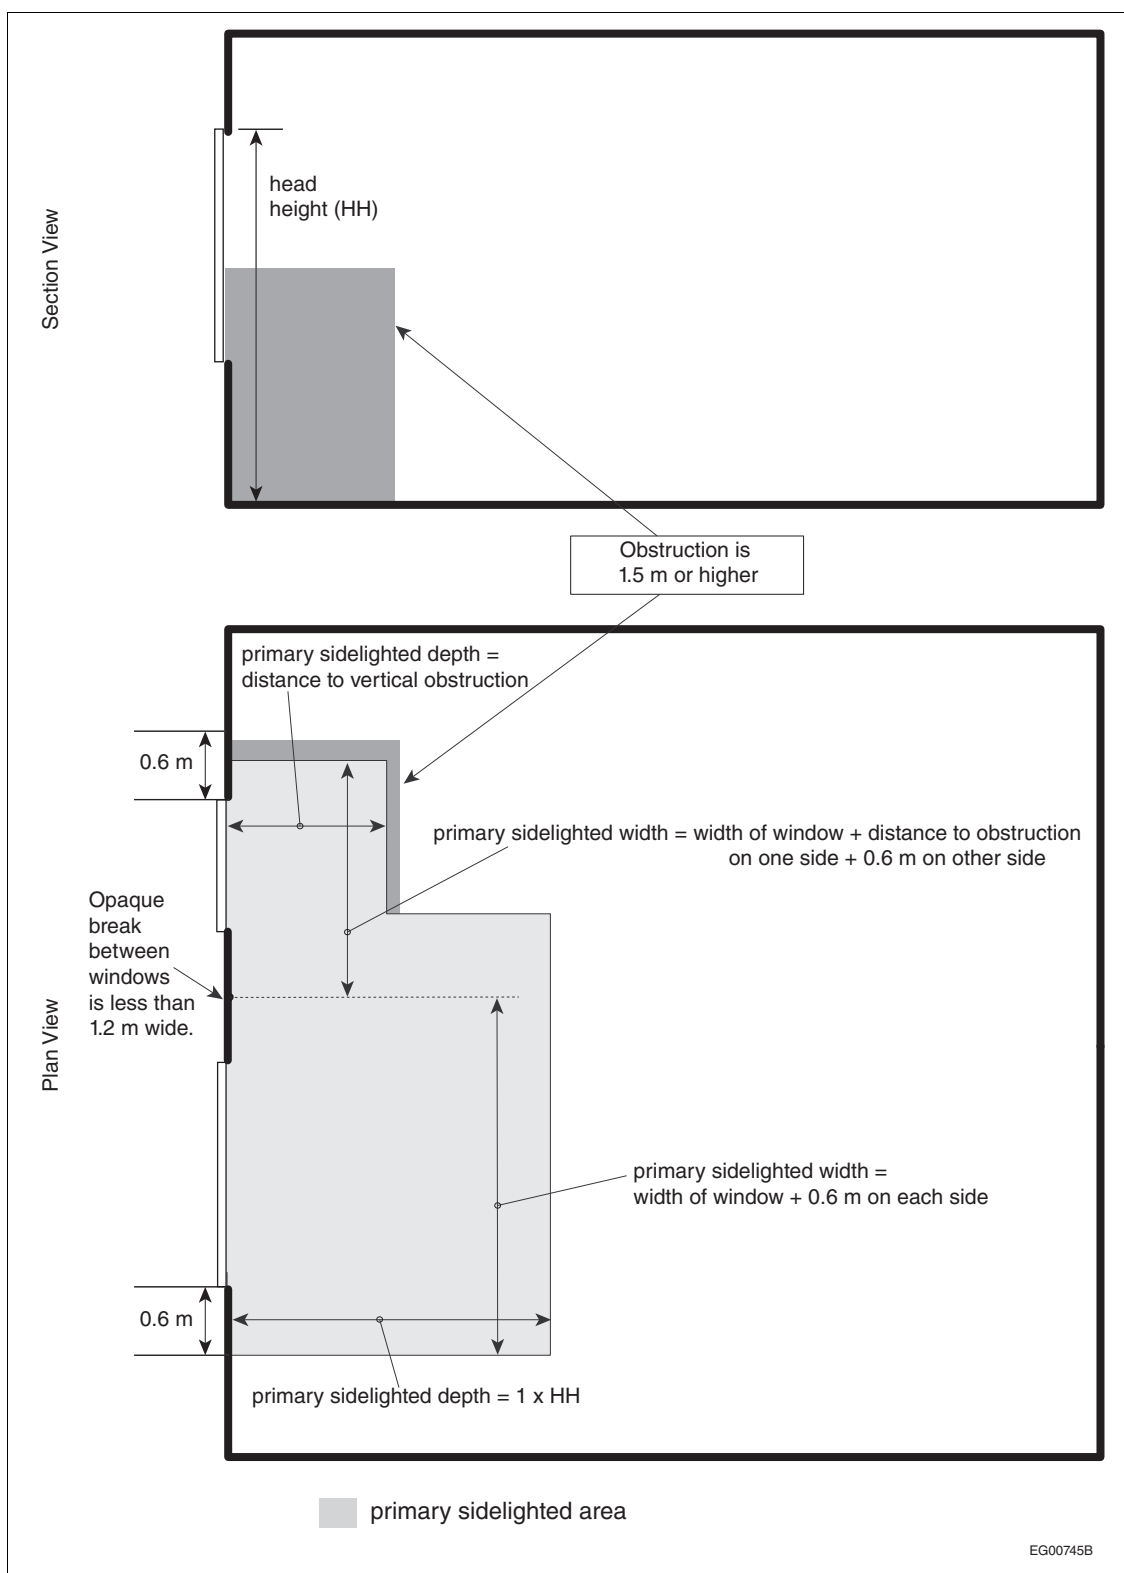 Section View
head
height (HH)
Obstruction is
1.5 m or higher
Plan View
primary sidelighted depth =
distance to vertical obstruction
0.6 m
primary sidelighted width = width of window + distance to obstruction
on one side + 0.6 m on other side
Opaque
break
between
windows
is less than
1.2 m wide.
primary sidelighted width =
width of window + 0.6 m on each side
0.6 m
primary sidelighted depth = 1 x HH
primary sidelighted area
EG00745B